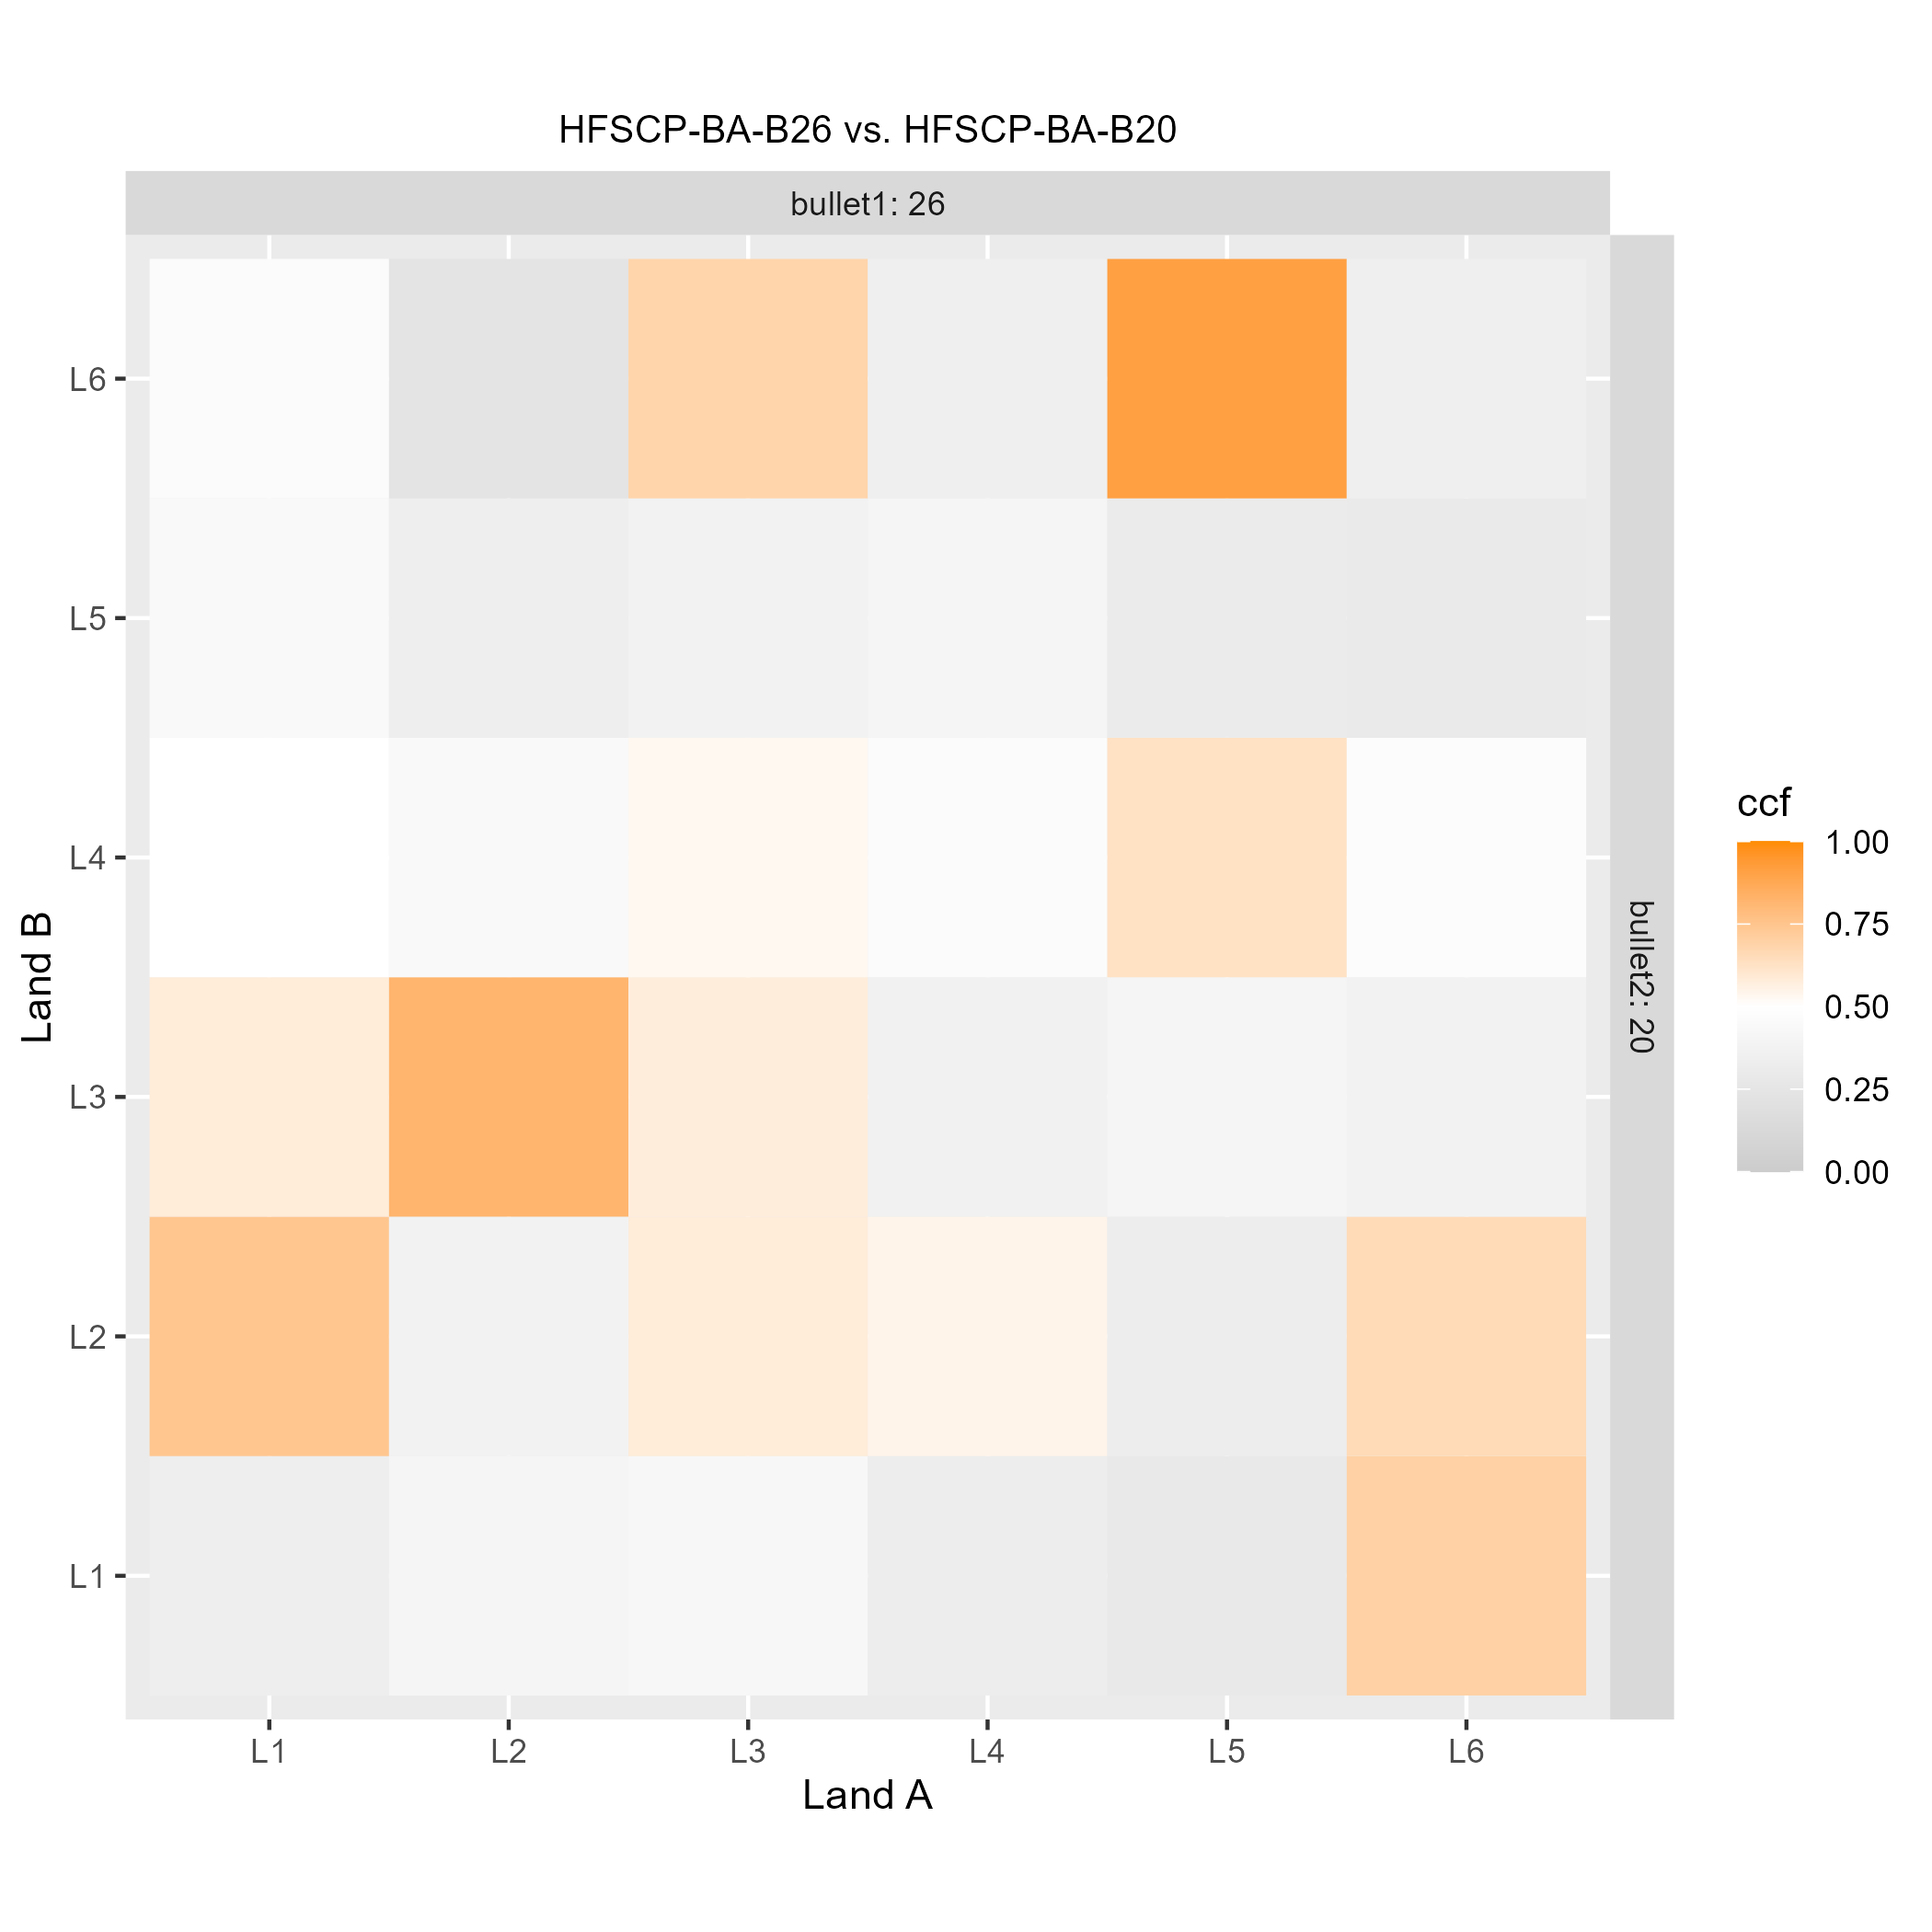 HFSCP-BA-B26 vs. HFSCP-BA-B20
bullet1: 26
L6
L5
L4
L3
L2
L1
Land B
bullet2: 20
L1 L2 L3 L4 L5 L6
Land A
ccf
1.00
0.75
0.50
0.25
0.00